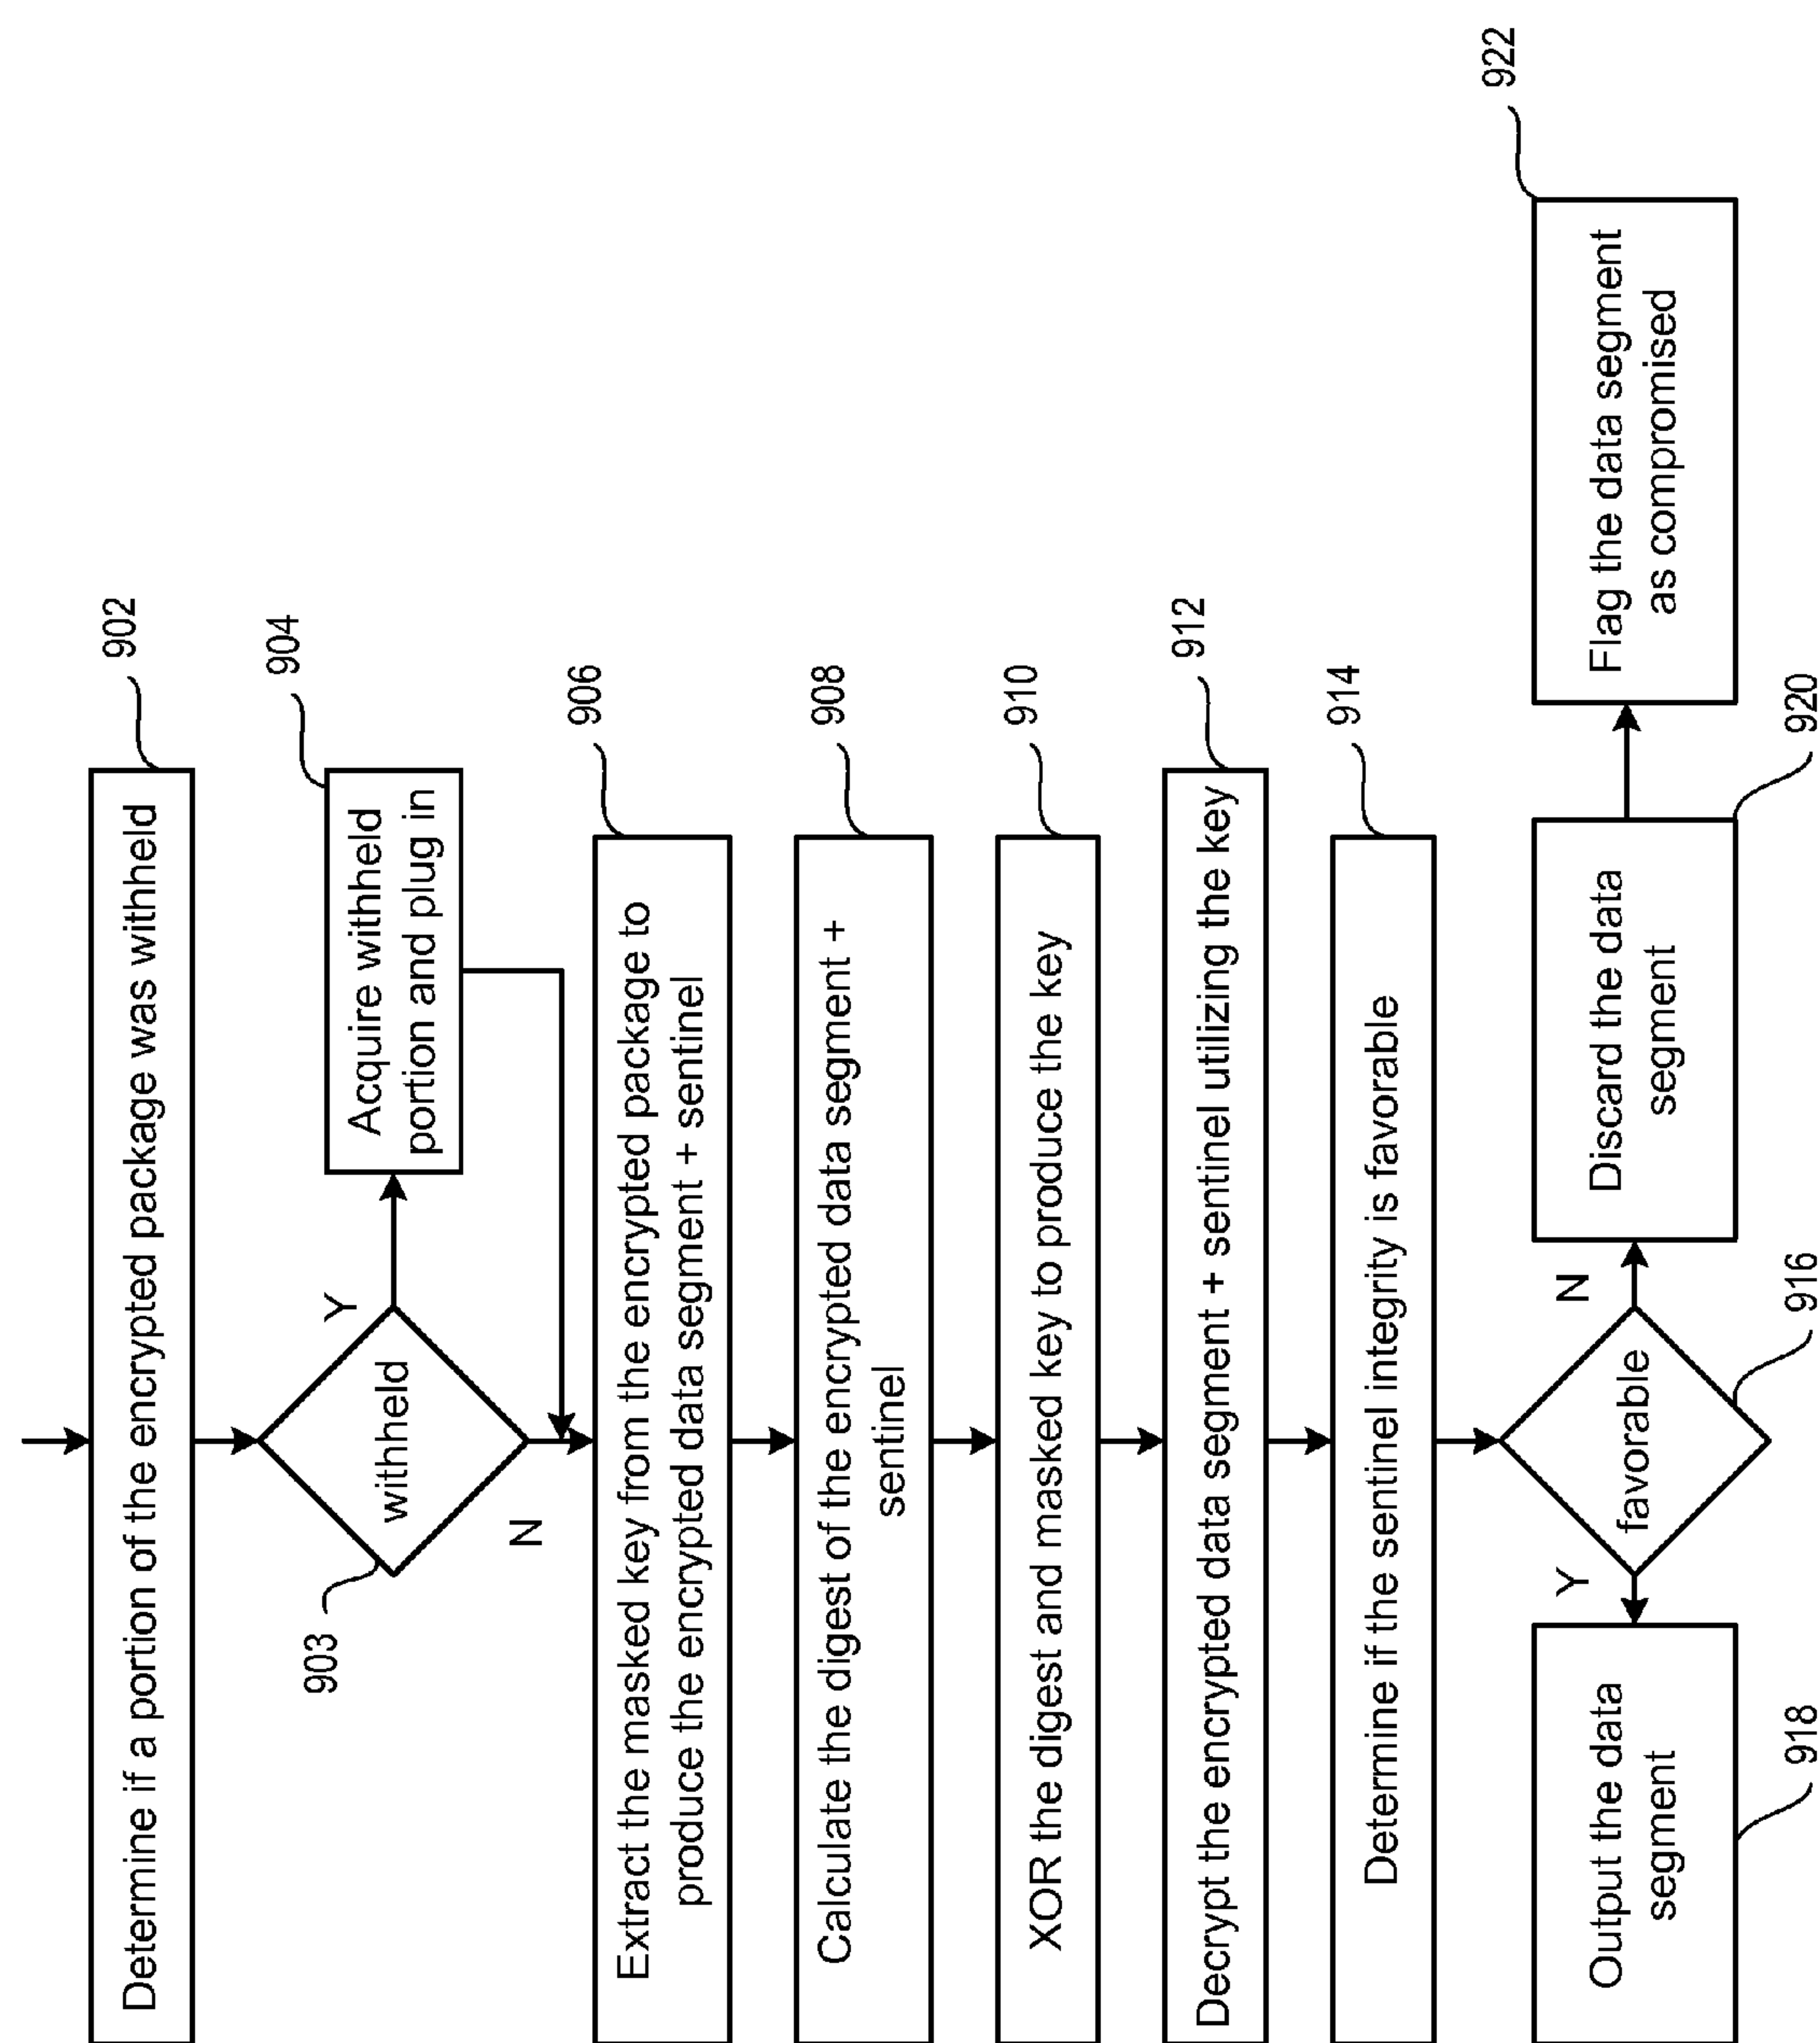 Determine if a portion of the encrypted package was withheld
902
withheld
903
Y
N
Acquire withheld
portion and plug in
904
Extract the masked key from the encrypted package to
produce the encrypted data segment + sentinel
906
Calculate the digest of the encrypted data segment +
sentinel
908
XOR the digest and masked key to produce the key
910
Decrypt the encrypted data segment + sentinel utilizing the key
912
Determine if the sentinel integrity is favorable
914
favorable
916
Y
N
Output the data
segment
918
Discard the data
segment
920
Flag the data segment
as compromised
922